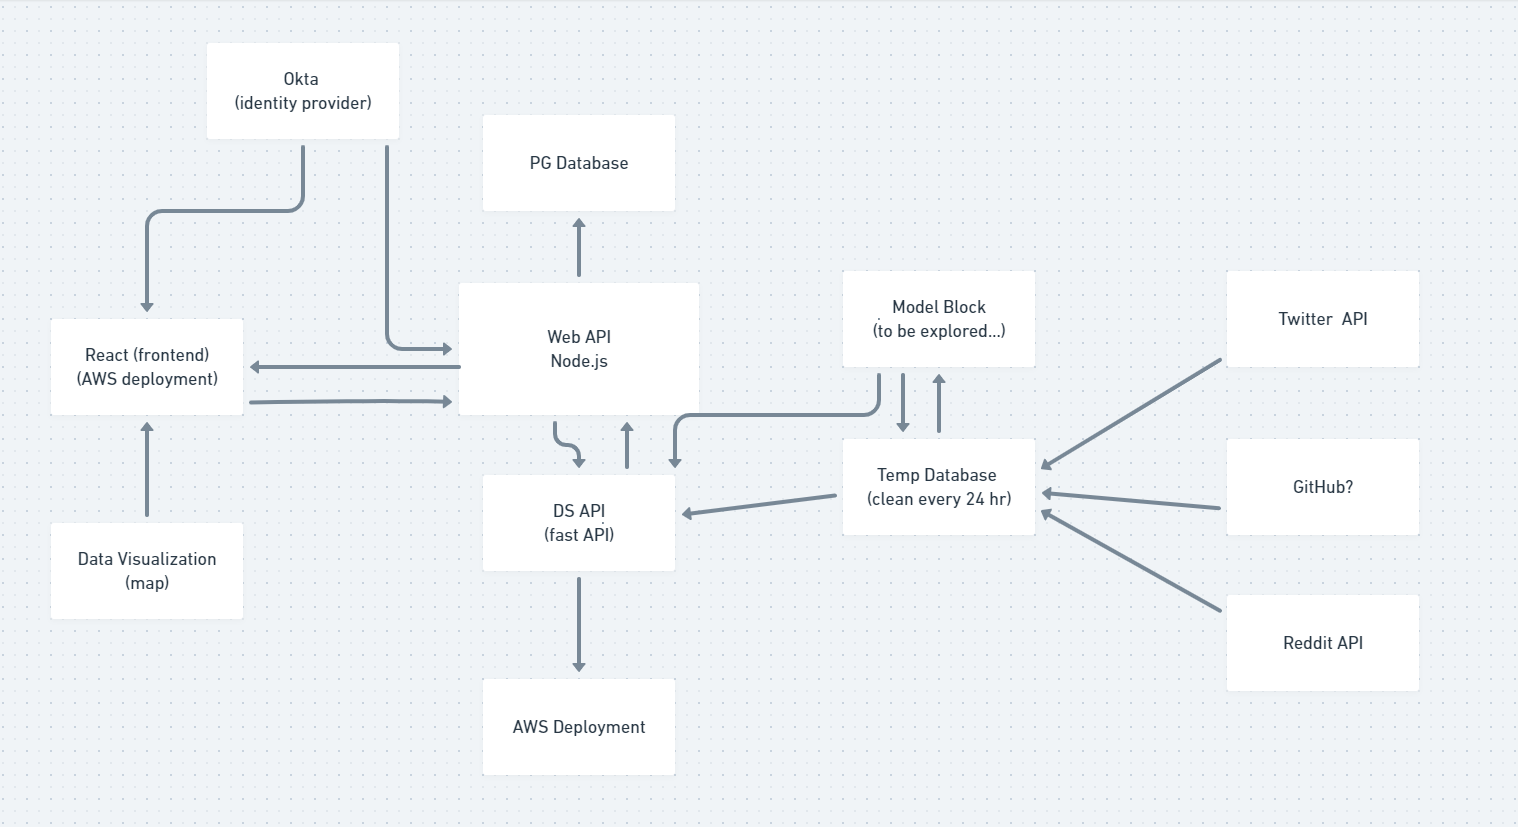 Okta
(identity provider)
PG Database
Web API
Node.js
Model Block
(to be explored...)
Twitter  API
React (frontend)
(AWS deployment)
Temp Database
(clean every 24 hr)
GitHub?
DS API
(fast API)
Data Visualization
(map)
Reddit API
AWS Deployment